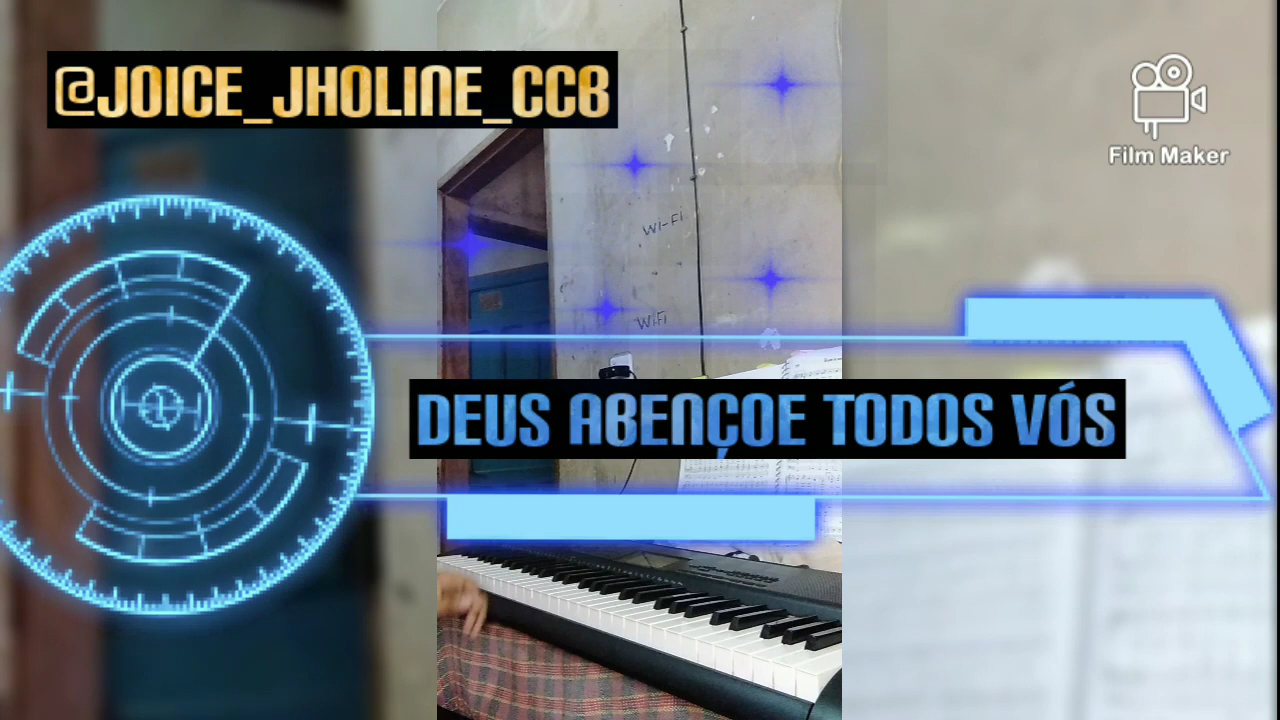 @JOICE_JHOLINE_CCB
Film Maker
Wi-Fi
WiFi
DEUS ABENÇOE TODOS VÓS